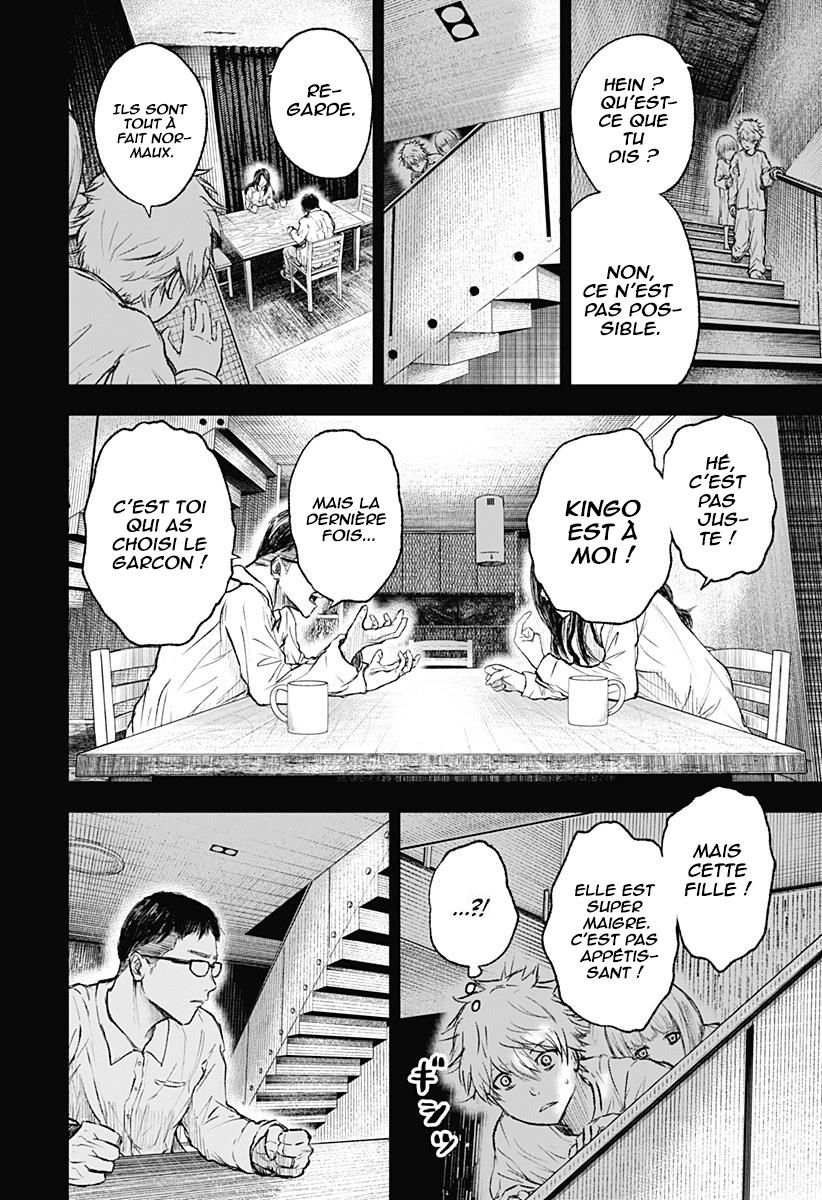 HEIN ?
QU'EST-
CE QUE
TU
DIS ?
NON,
CE N'EST
PAS POS-
SIBLE.
RE-
GARDE.
ILS SONT
TOUT À
FAIT NOR-
MAUX.
HÉ,
C'EST
PAS
JUS-
TE !
KINGO
EST À
MOI !
MAIS LA
DERNIÈRE
FOIS...
C'EST TOI
QUI AS
CHOISI LE
GARCON !
MAIS
CETTE
FILLE !
ELLE EST
SUPER
MAIGRE.
C'EST PAS
APPÉTIS-
SANT !
...?!
ギシッ